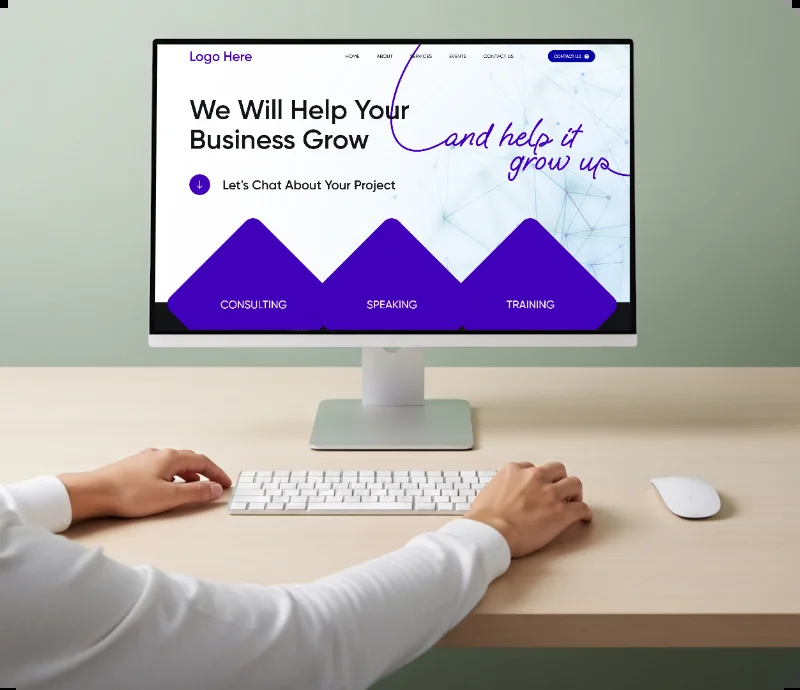 Logo Here
HOME ABOUT SERVICES EVENTS CONTACT US CONTACT US
We Will Help Your
Business Grow
and help it
grow up
Let's Chat About Your Project
CONSULTING SPEAKING TRAINING